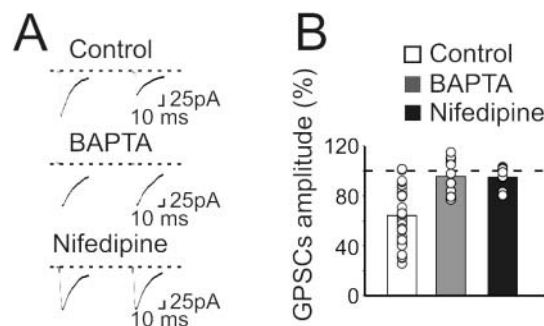 A
Control
25pA
10 ms
BAPTA
25pA
10 ms
Nifedipine
25pA
10 ms
B
Control
BAPTA
Nifedipine
GPSCs amplitude (%)
120
80
40
0